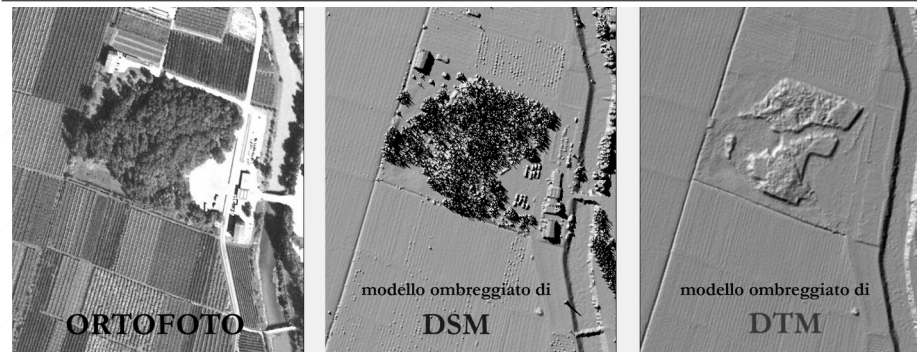 ORTOFOTO
modello ombreggiato di
DSM
modello ombreggiato di
DTM